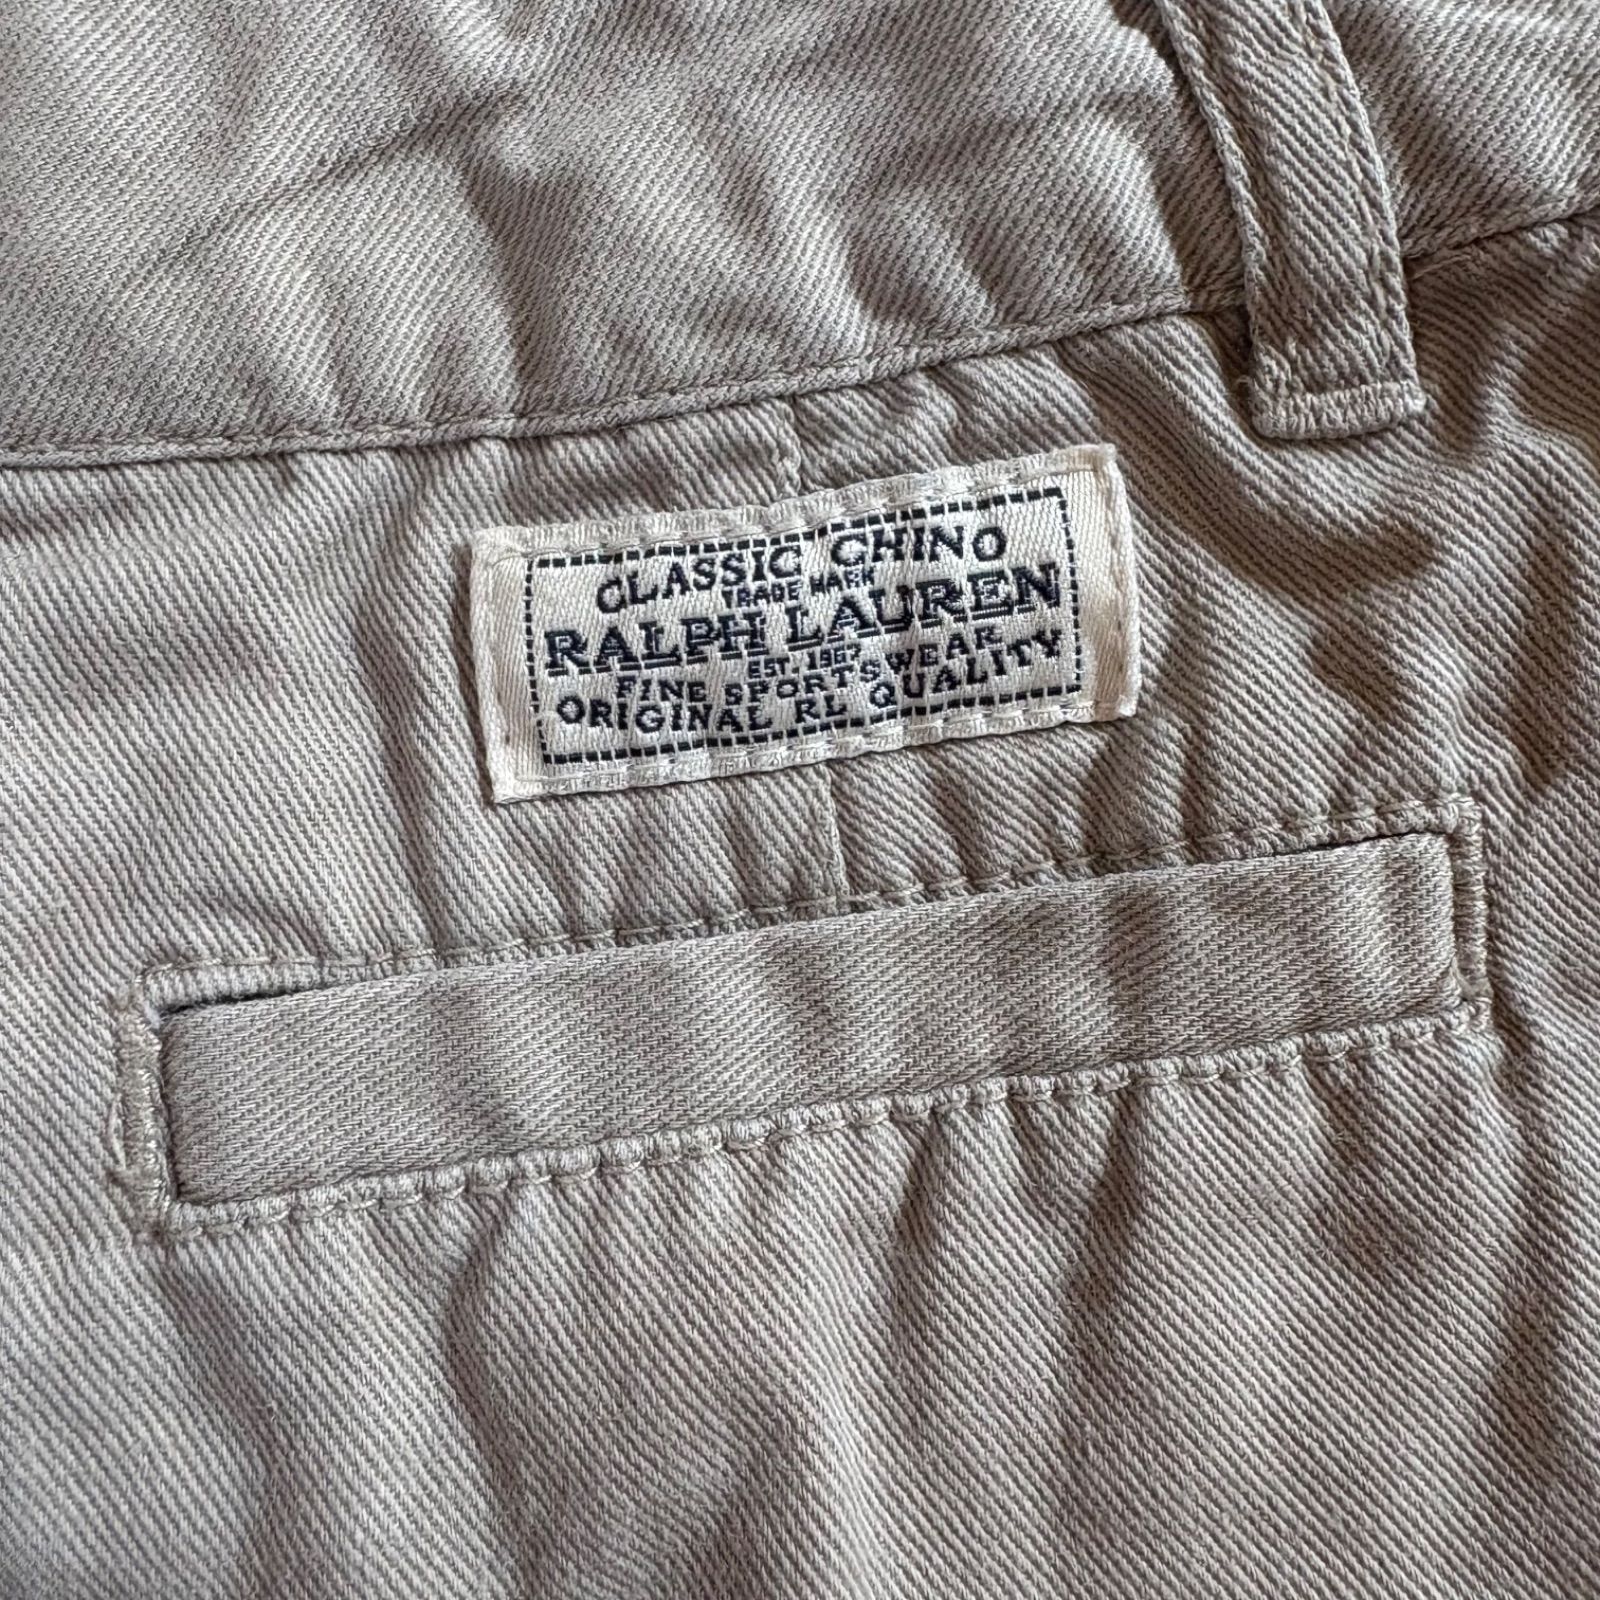 CLASSIC CHINO
TRADE MARK
RALPH LAUREN
EST. 1967
FINE SPORTSWEAR
ORIGINAL RL QUALITY